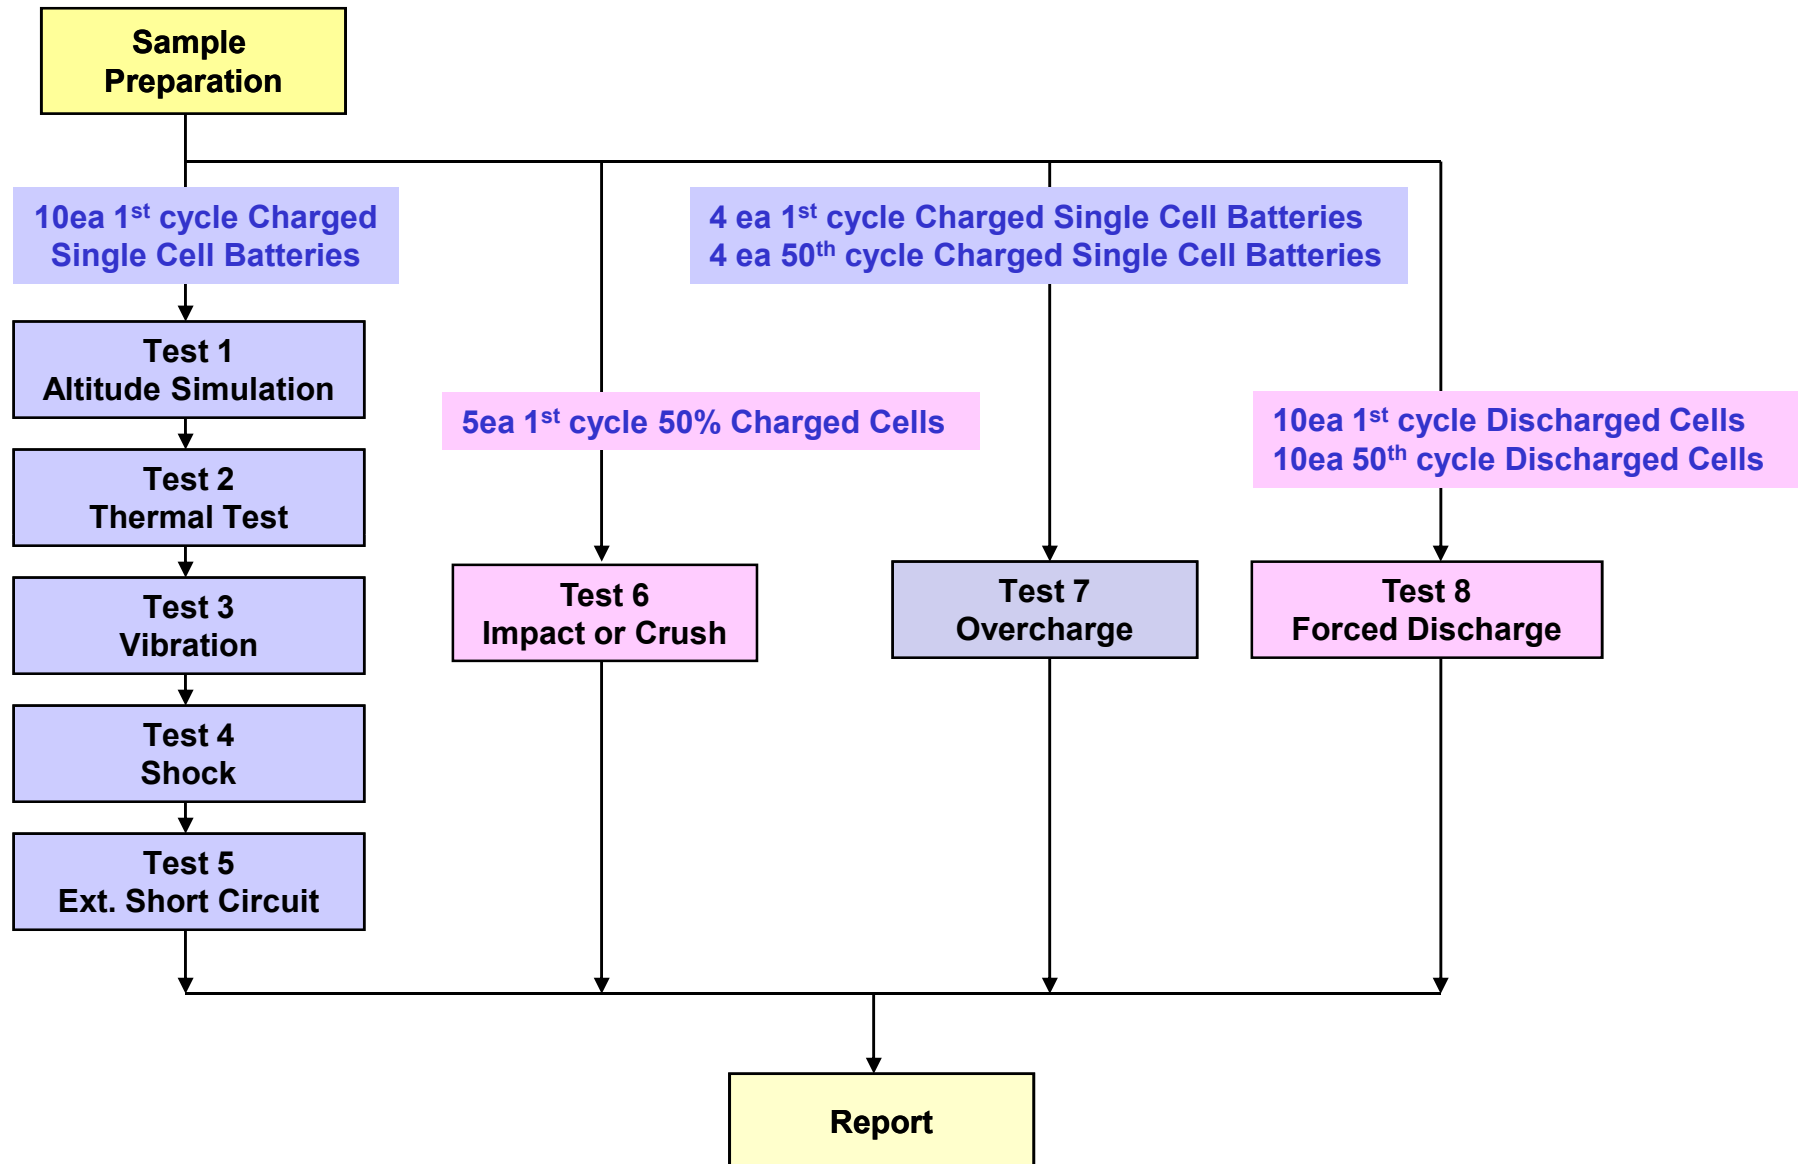 Sample
Preparation
10ea 1st cycle Charged
Single Cell Batteries
4 ea 1st cycle Charged Single Cell Batteries
4 ea 50th cycle Charged Single Cell Batteries
Test 1
Altitude Simulation
5ea 1st cycle 50% Charged Cells
10ea 1st cycle Discharged Cells
10ea 50th cycle Discharged Cells
Test 2
Thermal Test
Test 3
Vibration
Test 6
Impact or Crush
Test 7
Overcharge
Test 8
Forced Discharge
Test 4
Shock
Test 5
Ext. Short Circuit
Report